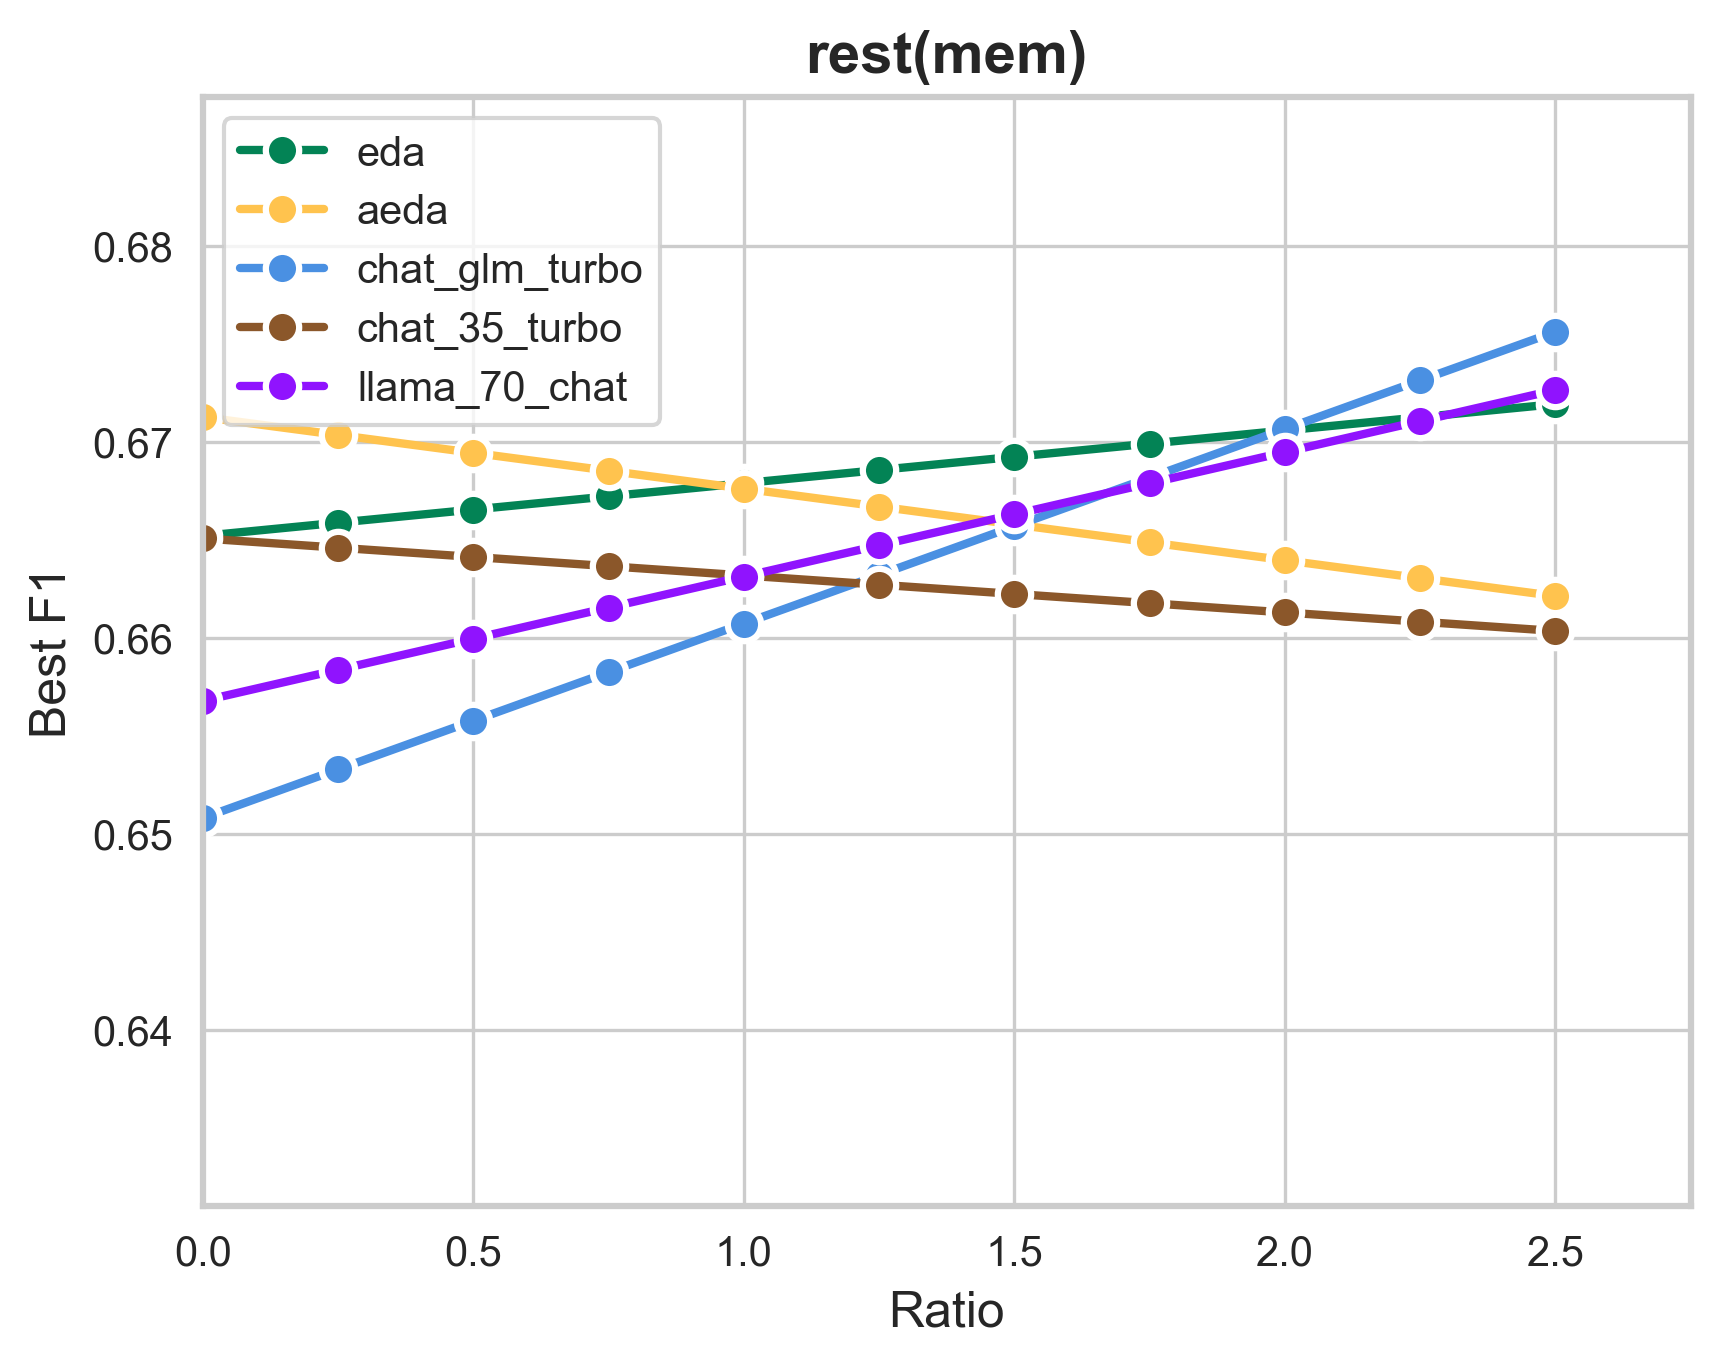 rest(mem)
eda
aeda
chat_glm_turbo
chat_35_turbo
llama_70_chat
0.68
0.67
0.66
0.65
0.64
Best F1
0.0 0.5 1.0 1.5 2.0 2.5
Ratio